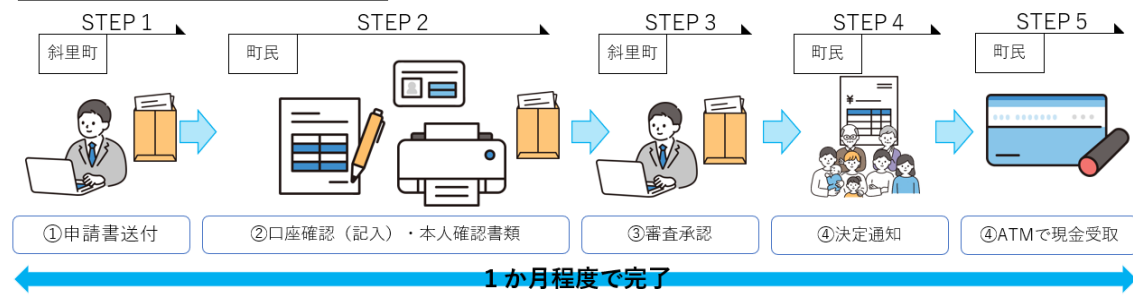 STEP 1
STEP 2
STEP 3
STEP 4
STEP 5
斜里町
町民
斜里町
町民
町民
¥
①申請書送付
②口座確認（記入）・本人確認書類
③審査承認
④決定通知
④ATMで現金受取
1か月程度で完了